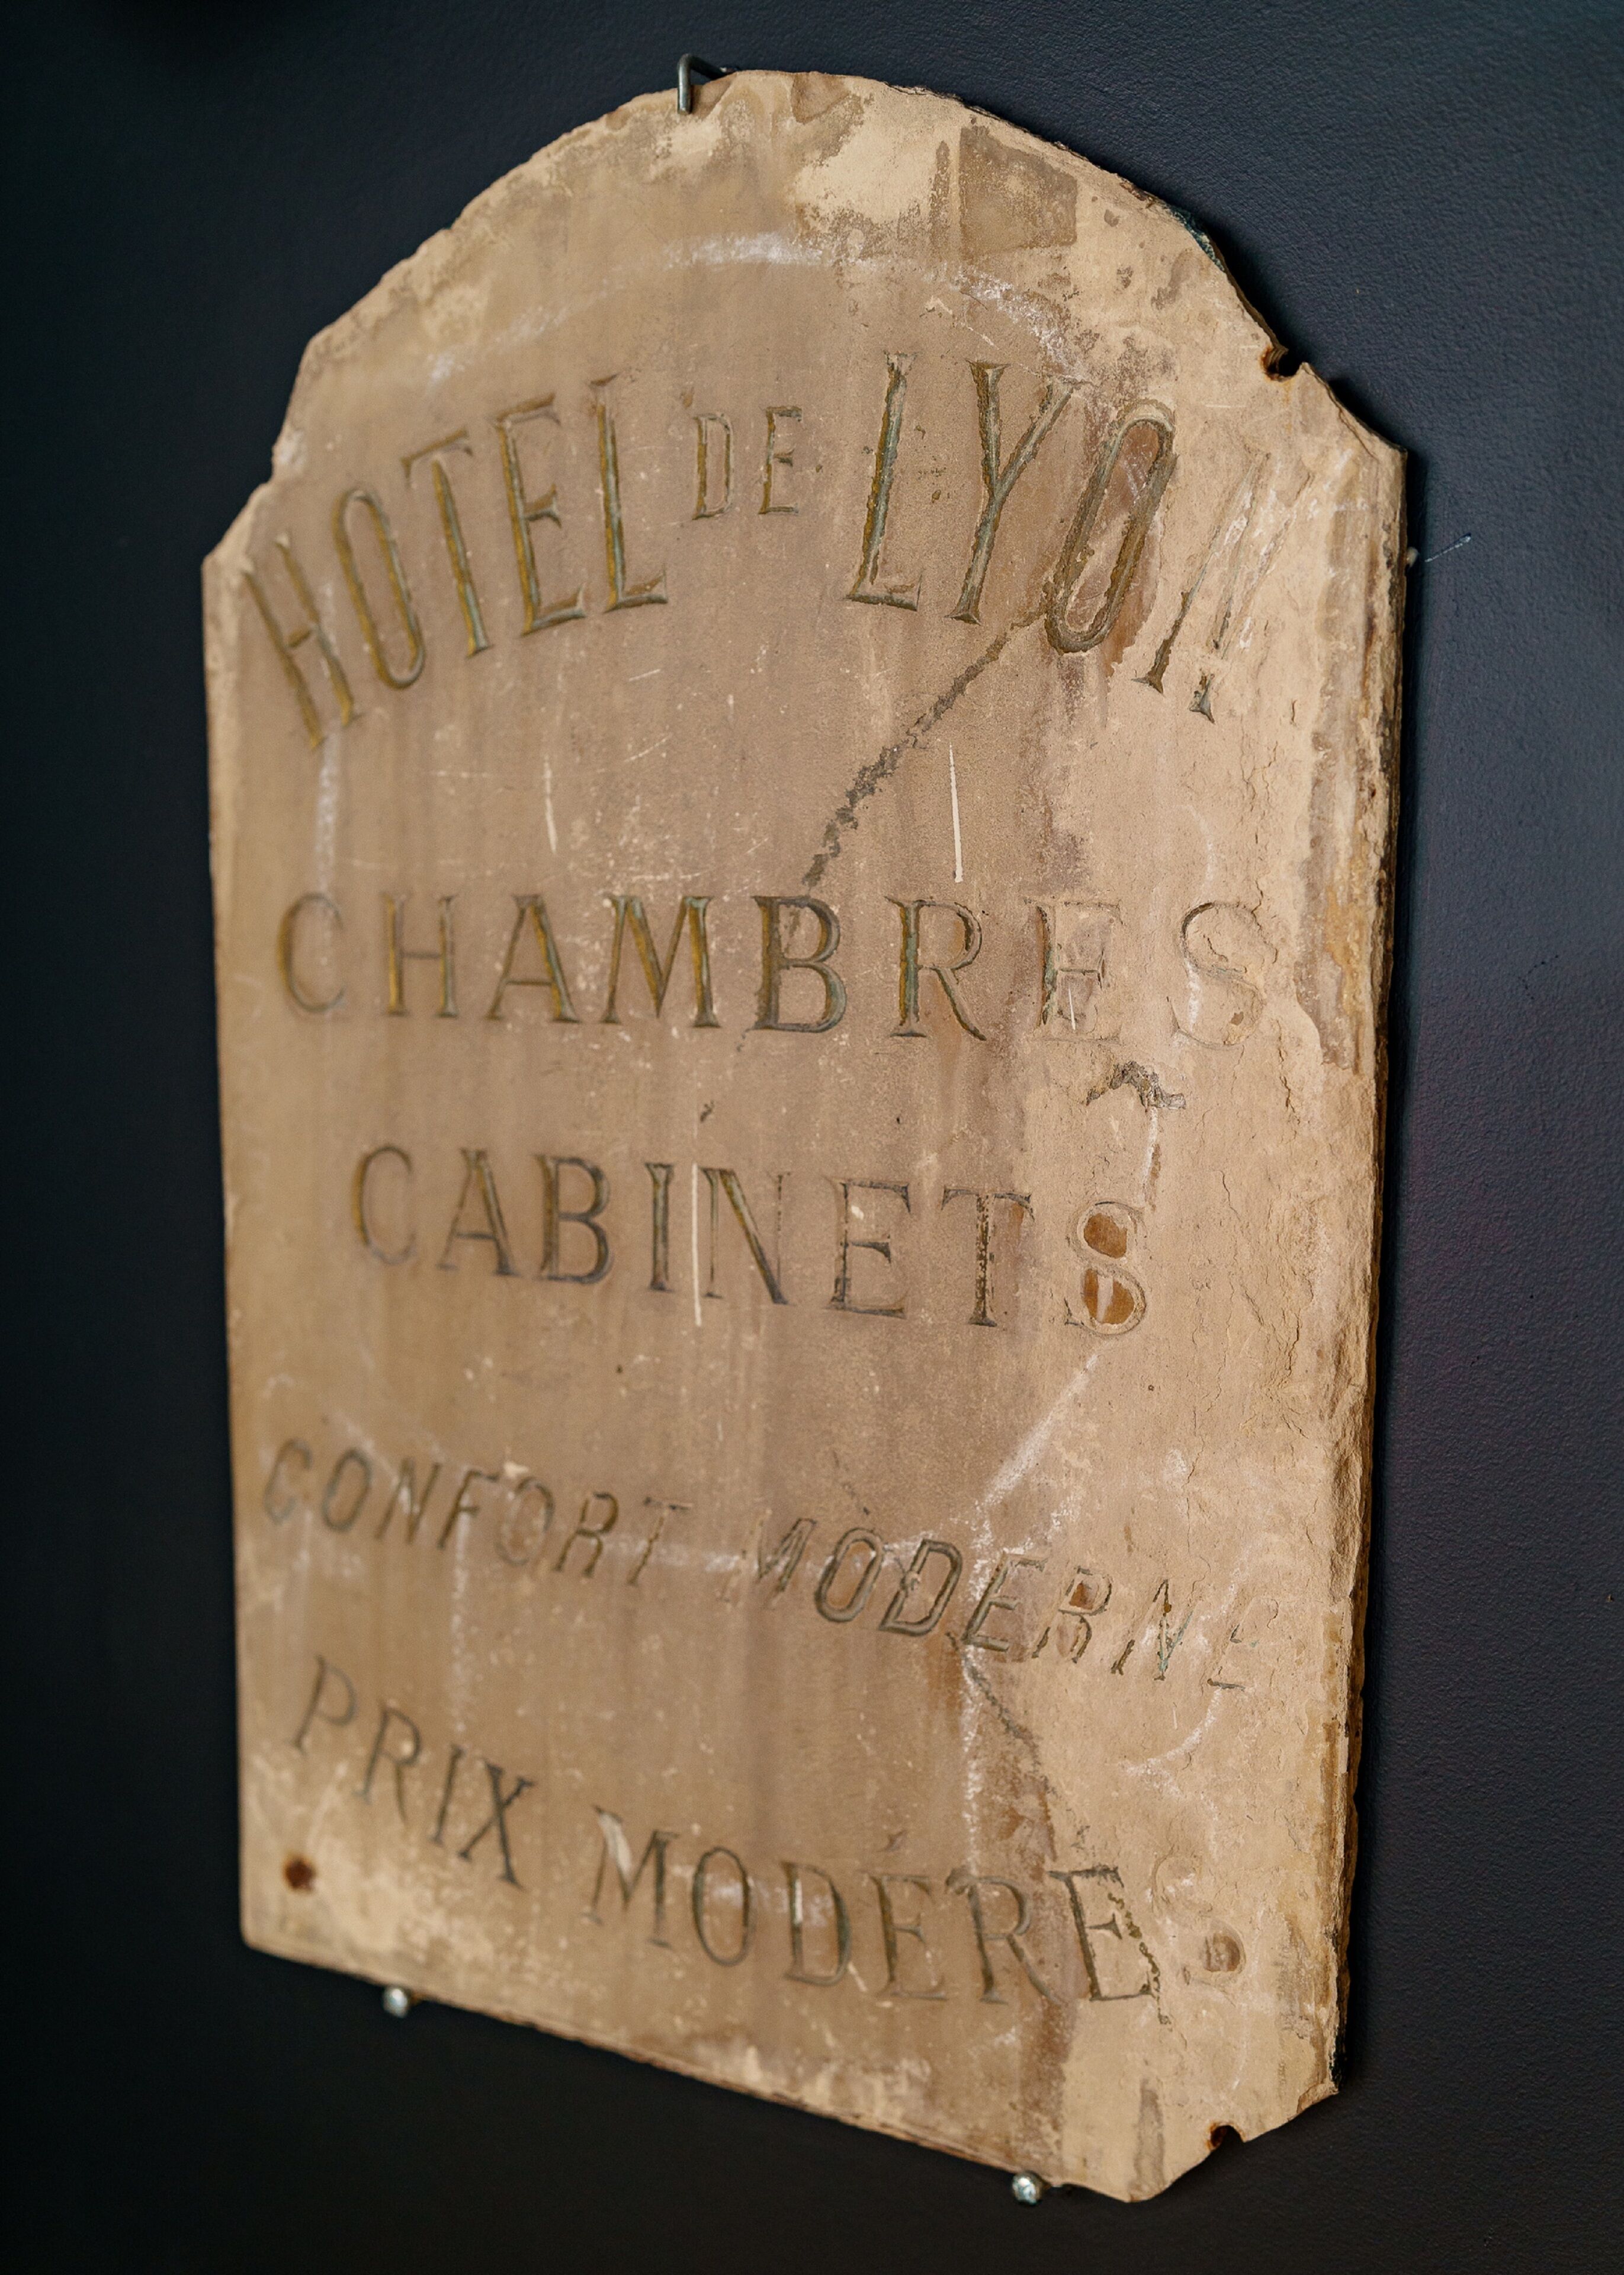 HOTEL DE LYON
CHAMBRES
CABINETS
CONFORT MODERNE
PRIX MODÉRÉS